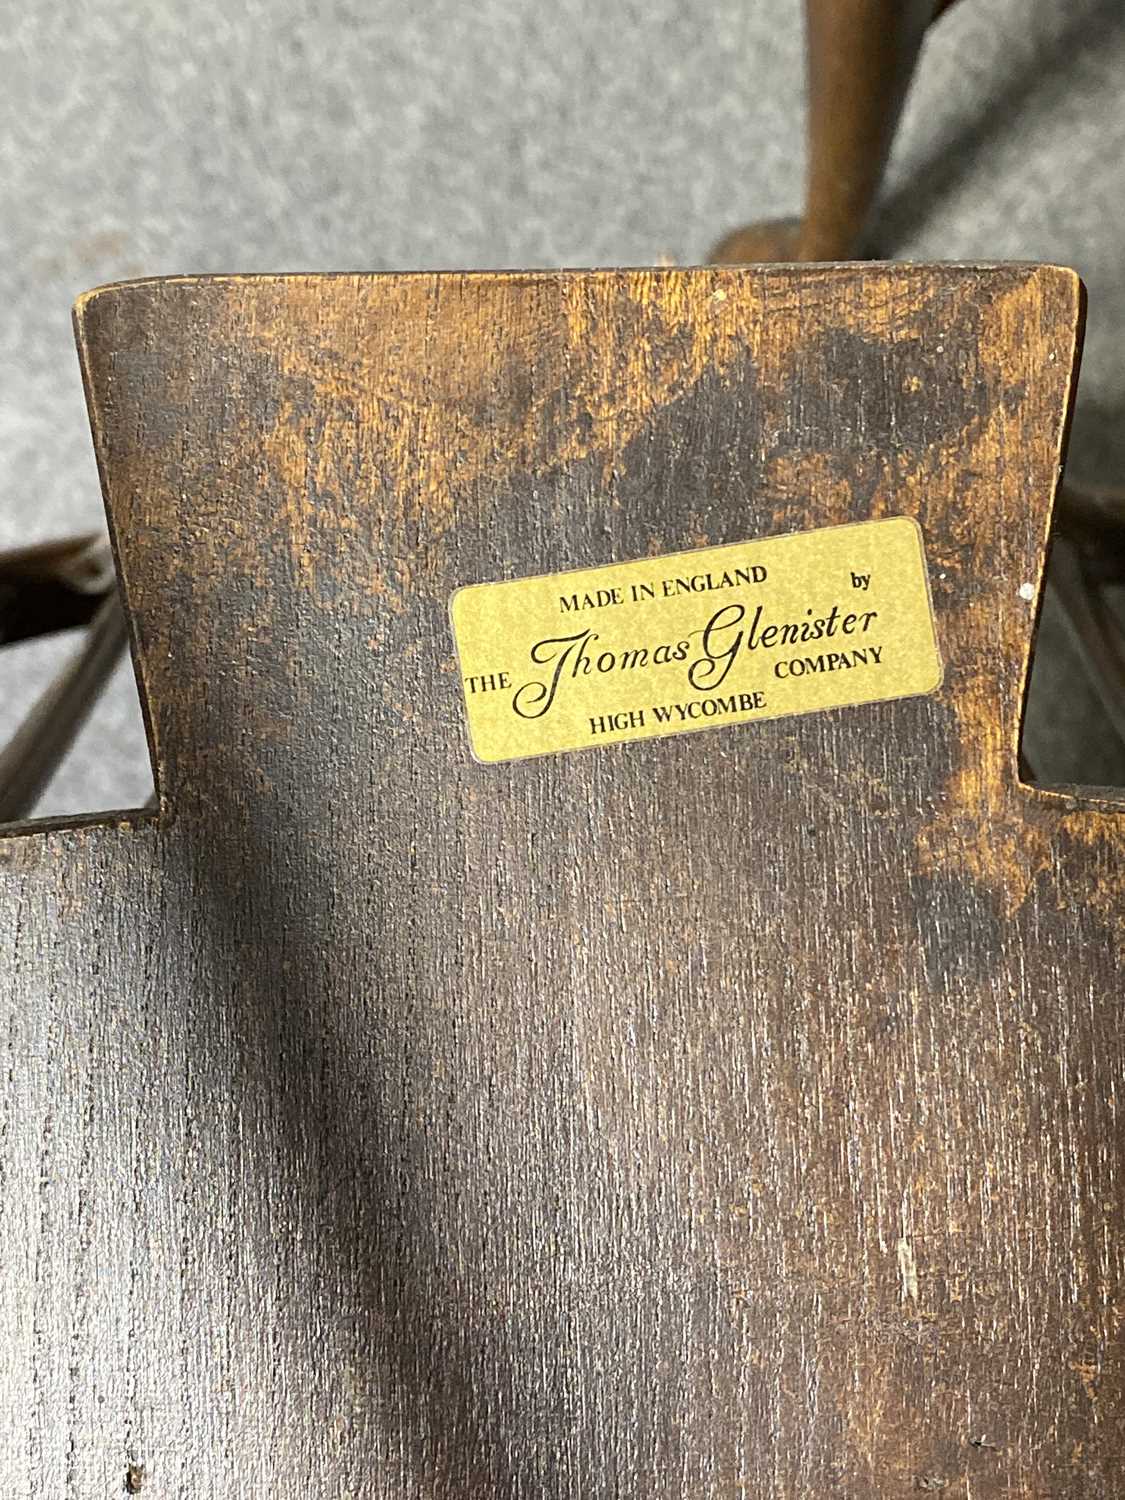 MADE IN ENGLAND by
THE Thomas Glenister COMPANY
HIGH WYCOMBE